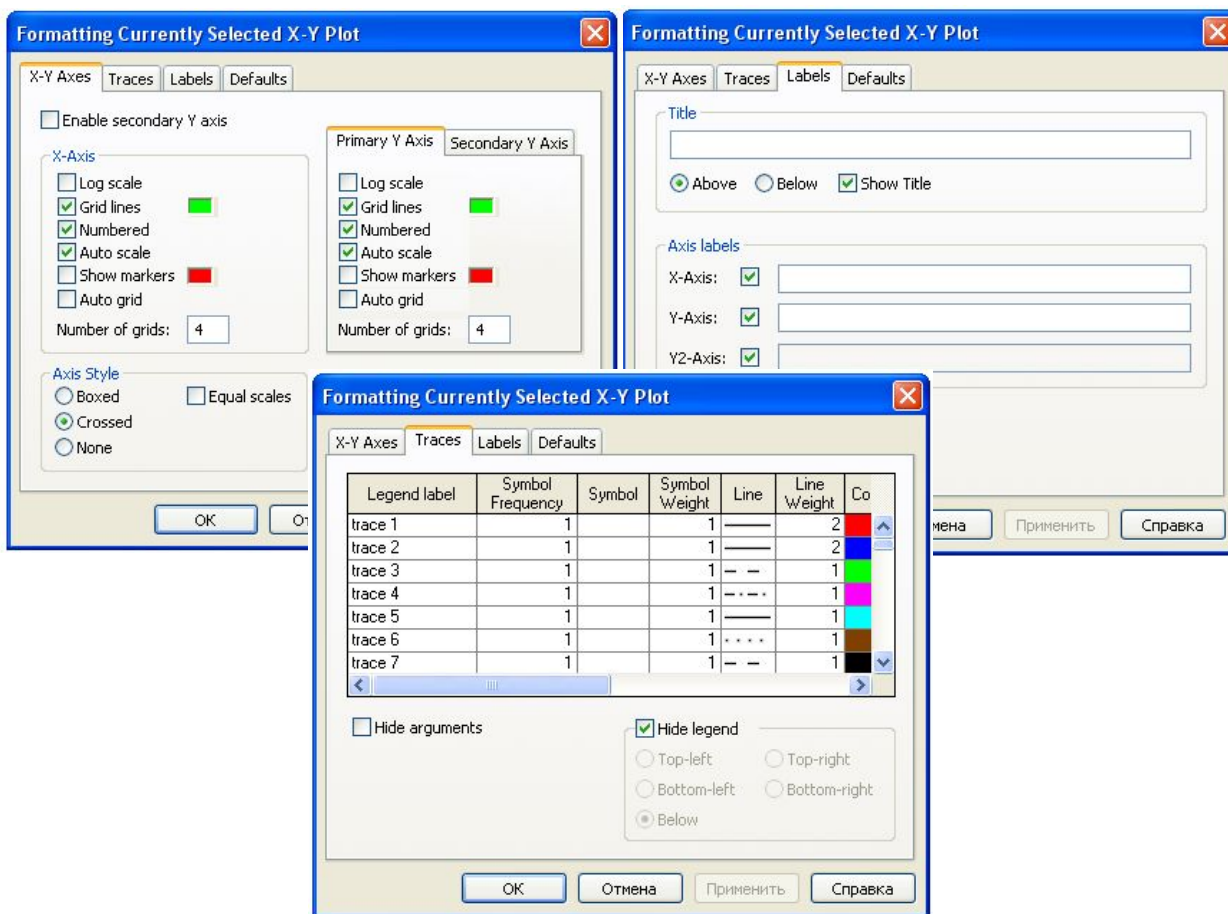 Formatting Currently Selected X-Y Plot
X-Y Axes Traces Labels Defaults
Enable secondary Y axis
X-Axis
Log scale
Grid lines
Numbered
Auto scale
Show markers
Auto grid
Number of grids: 4
Primary Y Axis Secondary Y Axis
Log scale
Grid lines
Numbered
Auto scale
Show markers
Auto grid
Number of grids: 4
Axis Style
Boxed
Equal scales
Crossed
None
OK
Formatting Currently Selected X-Y Plot
X-Y Axes Traces Labels Defaults
Title
Above Below Show Title
Axis labels
X-Axis:
Y-Axis:
Y2-Axis:
мена Применить Справка
Formatting Currently Selected X-Y Plot
X-Y Axes Traces Labels Defaults
Legend label Symbol Frequency Symbol Symbol Weight Line Line Weight Co
trace 1 1 1 2
trace 2 1 1 2
trace 3 1 1 1
trace 4 1 1 1
trace 5 1 1 1
trace 6 1 1 1
trace 7 1 1 1
Hide arguments
Hide legend
Top-left Top-right
Bottom-left Bottom-right
Below
OK Отмена Применить Справка